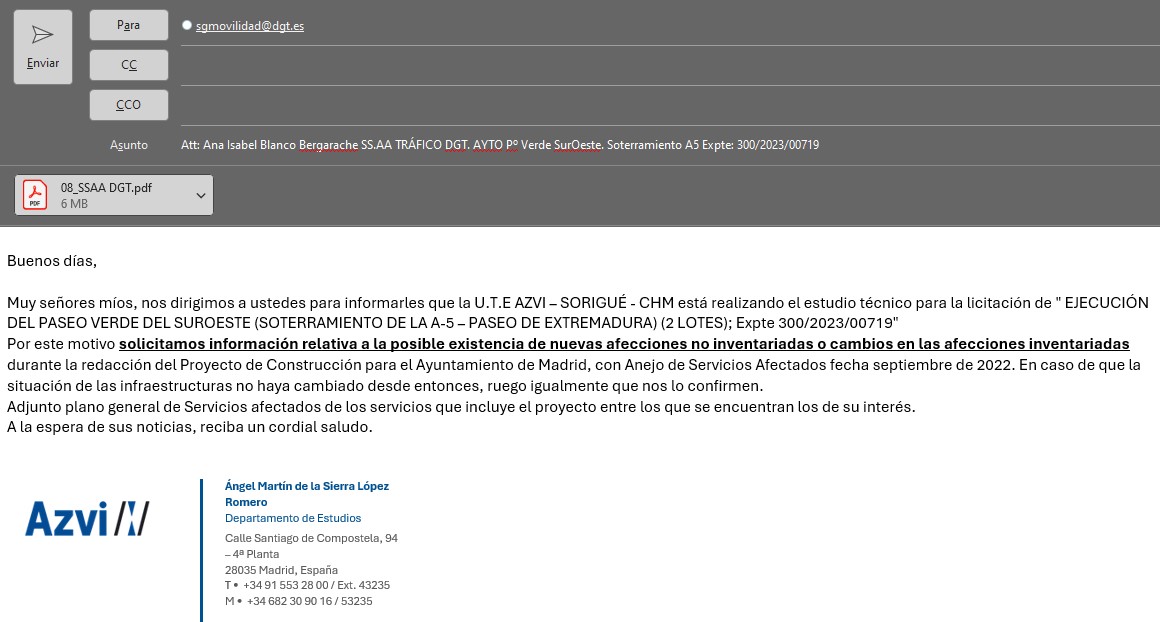 Enviar
Para
sgmovilidad@dgt.es
CC
CCO
Asunto
Att: Ana Isabel Blanco Bergarache SS.AA TRÁFICO DGT. AYTO Pº Verde SurOeste. Soterramiento A5 Expte: 300/2023/00719
PDF
08_SSAA DGT.pdf
6 MB
Buenos días,
Muy señores míos, nos dirigimos a ustedes para informarles que la U.T.E AZVI – SORIGUÉ - CHM está realizando el estudio técnico para la licitación de " EJECUCIÓN
DEL PASEO VERDE DEL SUROESTE (SOTERRAMIENTO DE LA A-5 – PASEO DE EXTREMADURA) (2 LOTES); Expte 300/2023/00719"
Por este motivo solicitamos información relativa a la posible existencia de nuevas afecciones no inventariadas o cambios en las afecciones inventariadas
durante la redacción del Proyecto de Construcción para el Ayuntamiento de Madrid, con Anejo de Servicios Afectados fecha septiembre de 2022. En caso de que la
situación de las infraestructuras no haya cambiado desde entonces, ruego igualmente que nos lo confirmen.
Adjunto plano general de Servicios afectados de los servicios que incluye el proyecto entre los que se encuentran los de su interés.
A la espera de sus noticias, reciba un cordial saludo.
Azvi
Ángel Martín de la Sierra López
Romero
Departamento de Estudios
Calle Santiago de Compostela, 94
– 4ª Planta
28035 Madrid, España
T • +34 91 553 28 00 / Ext. 43235
M • +34 682 30 90 16 / 53235